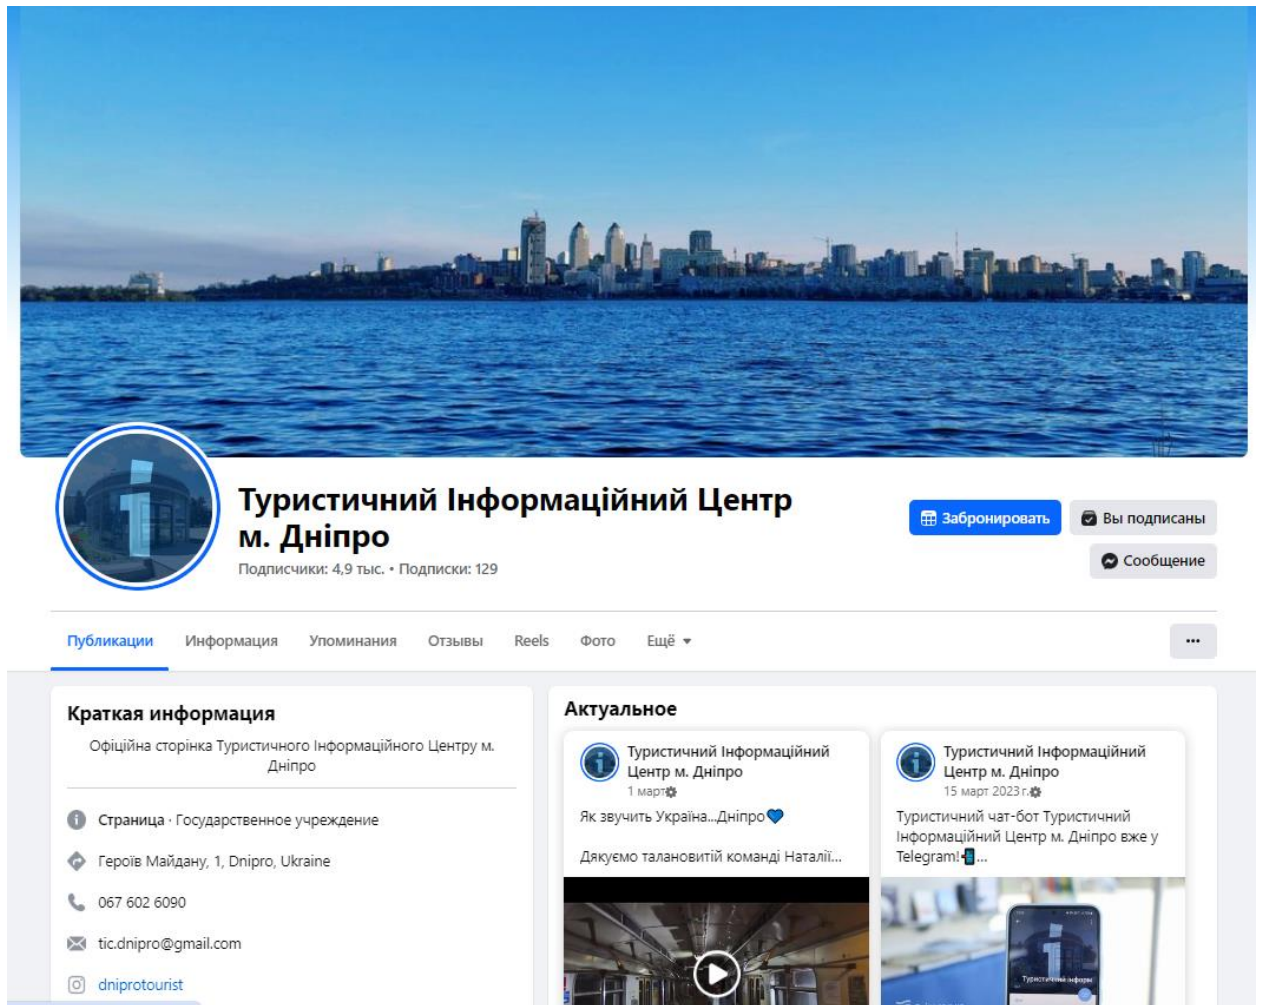 Туристичний Інформаційний Центр
м. Дніпро
Подписчики: 4,9 тыс. • Подписки: 129
Забронировать
Вы подписаны
Сообщение
Публикации
Информация
Упоминания
Отзывы
Reels
Фото
Ещё
Краткая информация
Офіційна сторінка Туристичного Інформаційного Центру м.
Дніпро
Страница · Государственное учреждение
Героїв Майдану, 1, Dnipro, Ukraine
067 602 6090
tic.dnipro@gmail.com
dniprotourist
Актуальное
Туристичний Інформаційний
Центр м. Дніпро
1 март
Як звучить Україна...Дніпро💙
Дякуємо талановитій команді Наталії...
Туристичний Інформаційний
Центр м. Дніпро
15 март 2023 г.
Туристичний чат-бот Туристичний
Інформаційний Центр м. Дніпро вже у
Telegram!📲...